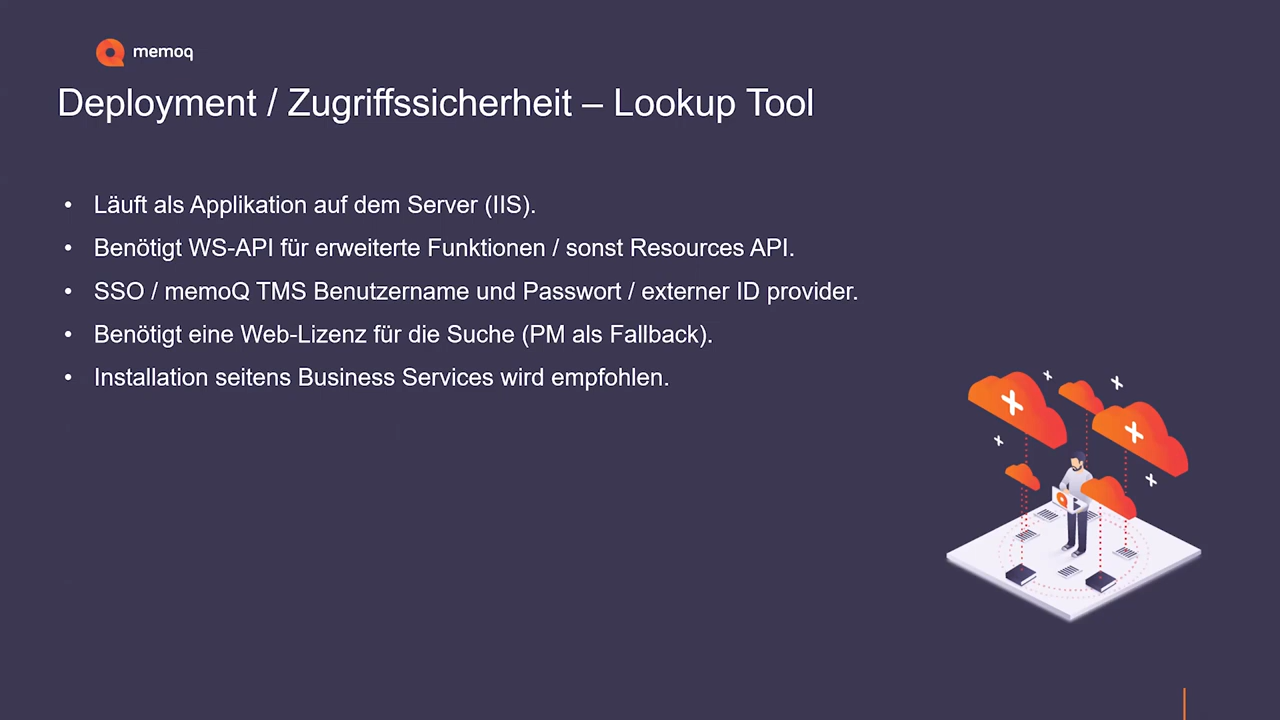 memoq
Deployment / Zugriffssicherheit – Lookup Tool
• Läuft als Applikation auf dem Server (IIS).
• Benötigt WS-API für erweiterte Funktionen / sonst Resources API.
• SSO / memoQ TMS Benutzername und Passwort / externer ID provider.
• Benötigt eine Web-Lizenz für die Suche (PM als Fallback).
• Installation seitens Business Services wird empfohlen.